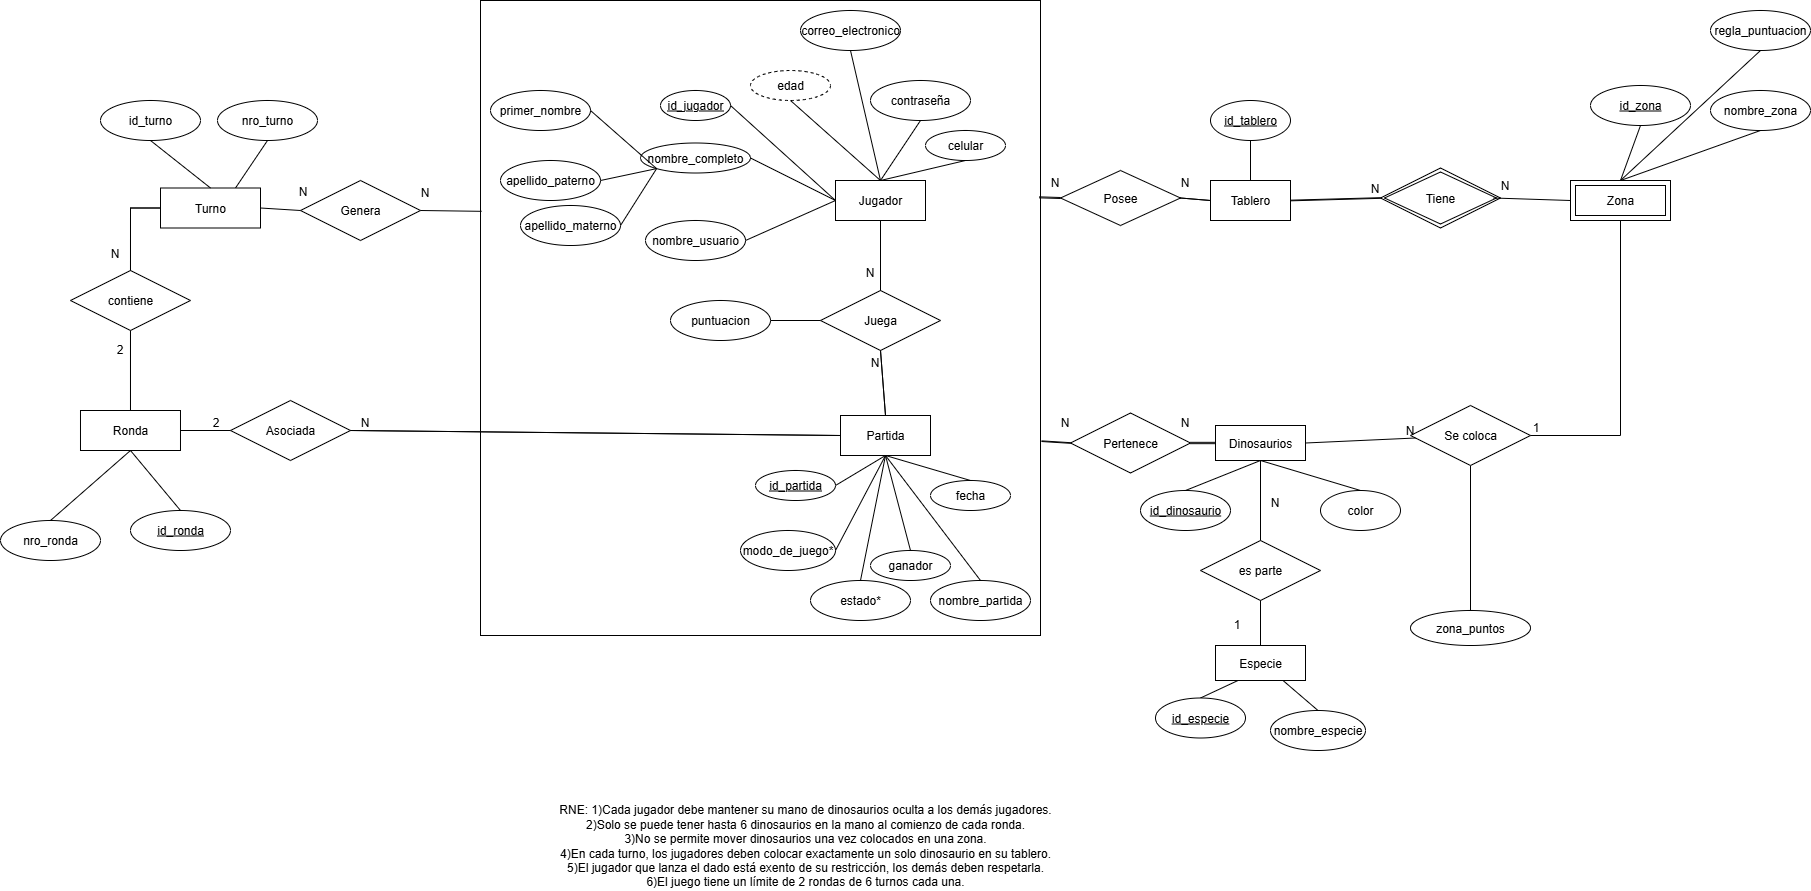 correo_electronico
regla_puntuacion
edad
contraseña
primer_nombre
id_jugador
id_zona
nombre_zona
id_turno
nro_turno
id_tablero
celular
nombre_completo
apellido_paterno
N
N
N
N
N
N
Turno
Genera
Jugador
Posee
Tablero
Tiene
Zona
apellido_materno
nombre_usuario
N
N
contiene
puntuacion
Juega
2
N
2
N
N
N
N
1
Ronda
Asociada
Partida
Pertenece
Dinosaurios
Se coloca
id_partida
fecha
id_dinosaurio
N
color
nro_ronda
id_ronda
modo_de_juego*
ganador
es parte
estado*
nombre_partida
1
zona_puntos
Especie
id_especie
nombre_especie
RNE: 1)Cada jugador debe mantener su mano de dinosaurios oculta a los demás jugadores.
2)Solo se puede tener hasta 6 dinosaurios en la mano al comienzo de cada ronda.
3)No se permite mover dinosaurios una vez colocados en una zona.
4)En cada turno, los jugadores deben colocar exactamente un solo dinosaurio en su tablero.
5)El jugador que lanza el dado está exento de su restricción, los demás deben respetarla.
6)El juego tiene un límite de 2 rondas de 6 turnos cada una.